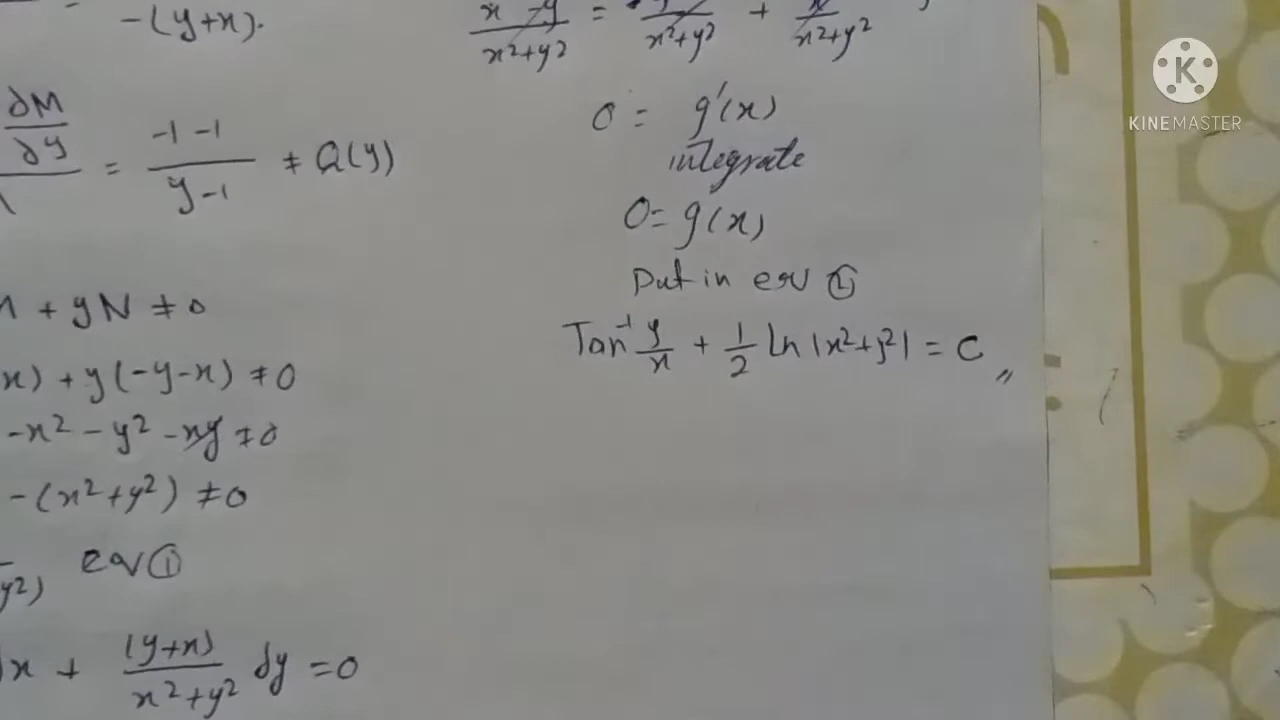 -(y+x).
∂M/∂y
= (-1 -1)/(y-1) ≠ Q(y)
+ yN ≠ 0
x) + y(-y-x) ≠ 0
-x² - y² - xy ≠ 0
-(x²+y²) ≠ 0
y²) eq ①
dx + (y+x)/(x²+y²) dy = 0
(x - y)/(x²+y²) = /(x²+y²) + x/(x²+y²)
0 = g'(x)
integrate
0 = g(x)
Put in eq ②
Tan⁻¹ y/x + 1/2 ln |x²+y²| = C
KINEMASTER